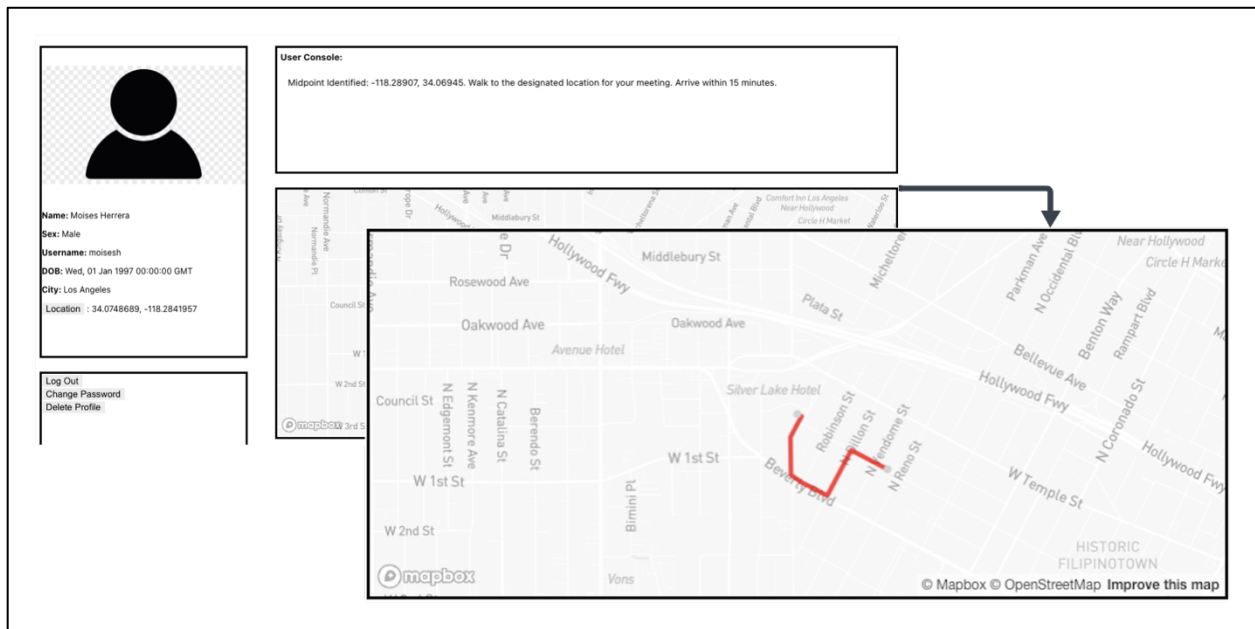 User Console:
Midpoint Identified: -118.28907, 34.06945. Walk to the designated location for your meeting. Arrive within 15 minutes.
Name: Moises Herrera
Sex: Male
Username: moisesh
DOB: Wed, 01 Jan 1997 00:00:00 GMT
City: Los Angeles
Location : 34.0748689, -118.2841957
Log Out
Change Password
Delete Profile
Normandie Ave
Normandie Pl
Hollywood
Middlebury St
Comfort Inn Los Angeles
Near Hollywood
Circle H Market
Council St
W 2nd St
W 3rd S
mapbox
e Dr
Hollywood Fwy
Middlebury St
Micheltore
Parkman Ave
N Occidental Blv
Near Hollywood
Circle H Marke
Rosewood Ave
Plata St
Benton Way
Rampart Blvd
Oakwood Ave
Oakwood Ave
Avenue Hotel
Bellevue Ave
Silver Lake Hotel
Hollywood Fwy
Council St
N Edgemont St
N Kenmore Ave
N Catalina St
Berendo St
Robinson St
N Dillon St
N Vendome St
N Reno St
N Coronado St
Hollywood Fwy
W 1st St
W 1st St
Beverly Blvd
W Temple St
Bimini Pl
W 2nd St
HISTORIC
FILIPINOTOWN
mapbox
Vons
© Mapbox © OpenStreetMap Improve this map